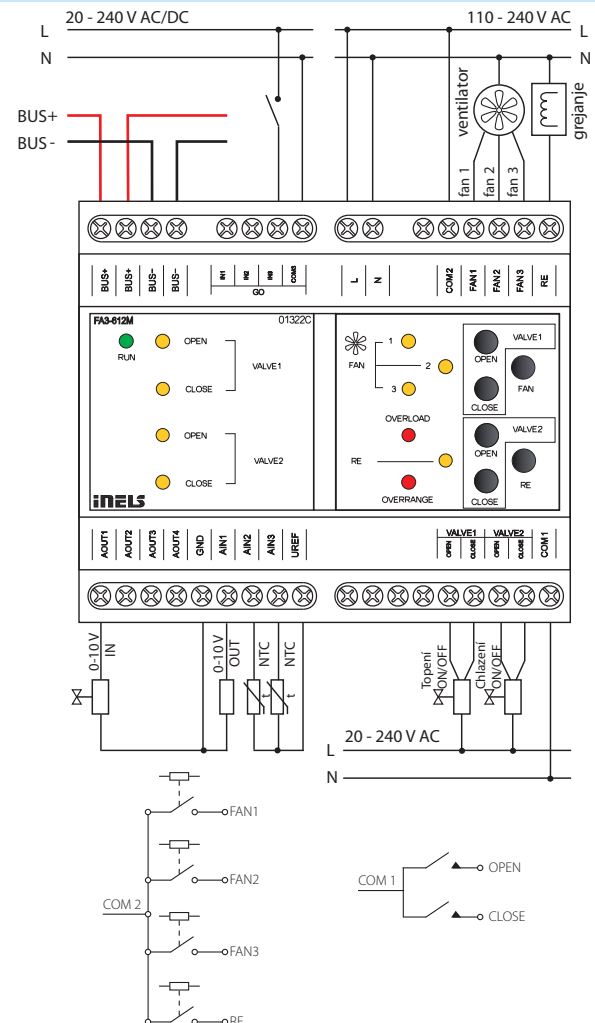 20 - 240 V AC/DC
110 - 240 V AC
L
L
N
N
BUS+
BUS -
ventilator
grejanje
fan 1
fan 2
fan 3
BUS+
BUS+
BUS-
BUS-
IN1
IN2
IN3
COM3
GO
L
N
COM2
FAN1
FAN2
FAN3
RE
FA3-612M
01322C
RUN
OPEN
VALVE1
CLOSE
OPEN
VALVE2
CLOSE
FAN
1
2
3
OVERLOAD
RE
OVERRANGE
VALVE1
OPEN
FAN
CLOSE
VALVE2
OPEN
RE
CLOSE
iNELS
AOUT1
AOUT2
AOUT3
AOUT4
GND
AIN1
AIN2
AIN3
UREF
VALVE1
VALVE2
OPEN
CLOSE
OPEN
CLOSE
COM1
0-10 V
IN
0-10 V
OUT
NTC
NTC
t
t
Topení
ON/OFF
Chlazení
ON/OFF
20 - 240 V AC
L
N
FAN1
FAN2
COM 2
FAN3
RE
COM 1
OPEN
CLOSE